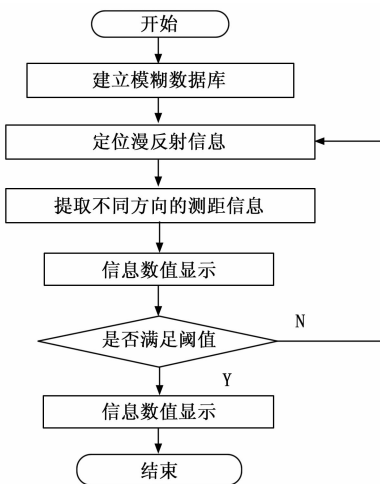 开始
建立模糊数据库
定位漫反射信息
提取不同方向的测距信息
信息数值显示
是否满足阈值
N
Y
信息数值显示
结束